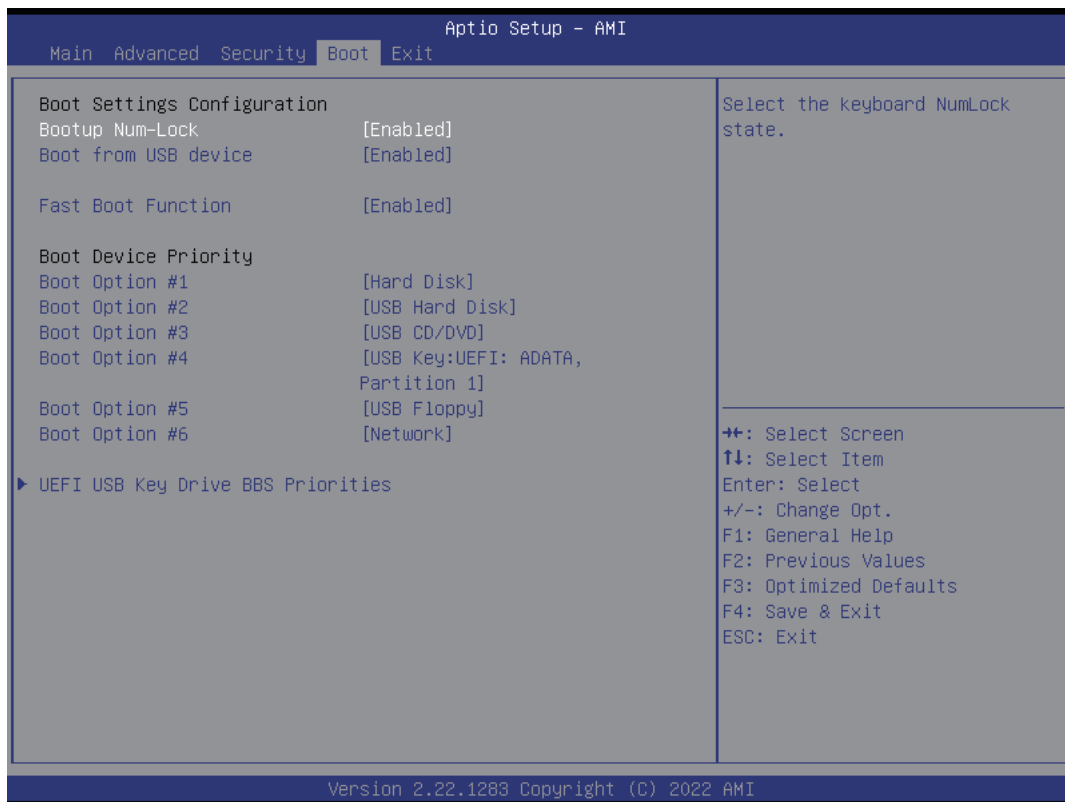 Aptio Setup – AMI
Main Advanced Security Boot Exit
Boot Settings Configuration
Bootup Num-Lock [Enabled]
Boot from USB device [Enabled]
Fast Boot Function [Enabled]
Boot Device Priority
Boot Option #1 [Hard Disk]
Boot Option #2 [USB Hard Disk]
Boot Option #3 [USB CD/DVD]
Boot Option #4 [USB Key:UEFI: ADATA,
Partition 1]
Boot Option #5 [USB Floppy]
Boot Option #6 [Network]
▶ UEFI USB Key Drive BBS Priorities
Select the keyboard NumLock
state.
→←: Select Screen
↑↓: Select Item
Enter: Select
+/-: Change Opt.
F1: General Help
F2: Previous Values
F3: Optimized Defaults
F4: Save & Exit
ESC: Exit
Version 2.22.1283 Copyright (C) 2022 AMI